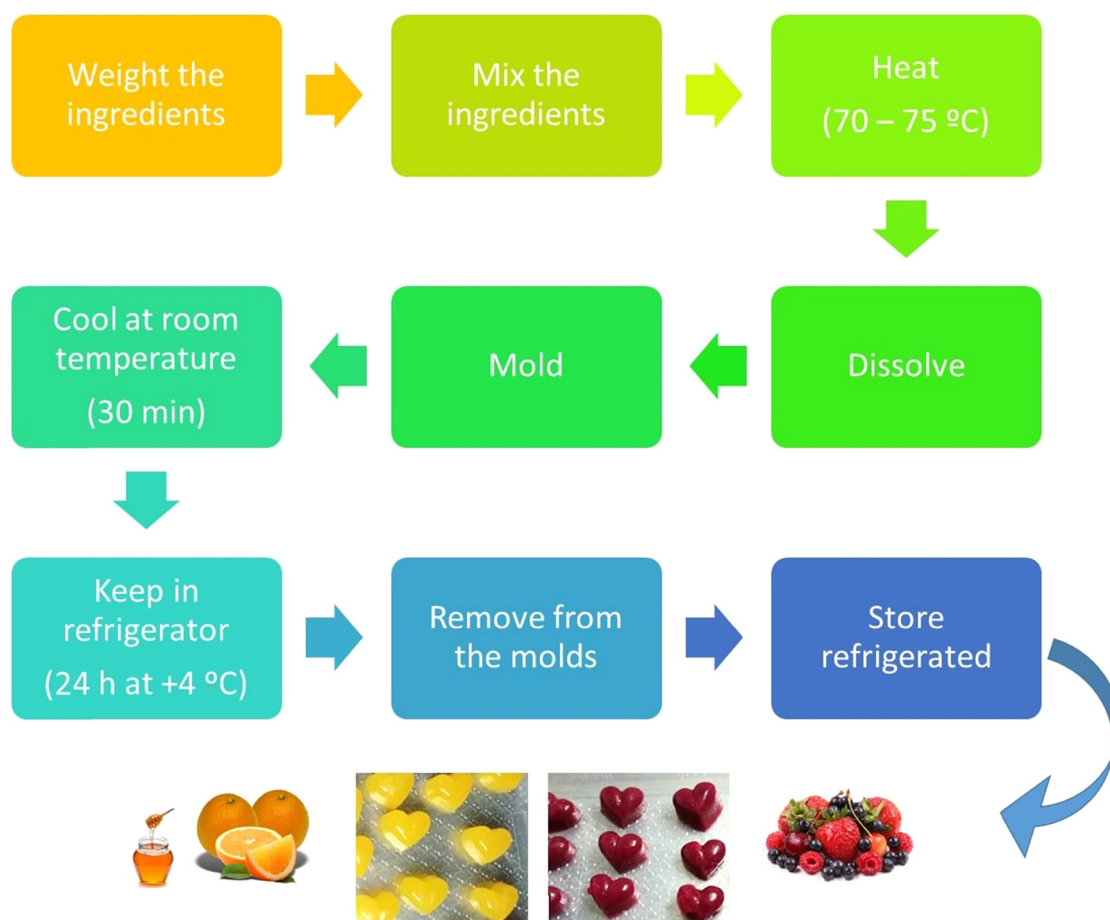 Weight the
ingredients
Mix the
ingredients
Heat
(70 – 75 ºC)
Dissolve
Mold
Cool at room
temperature
(30 min)
Keep in
refrigerator
(24 h at +4 ºC)
Remove from
the molds
Store
refrigerated